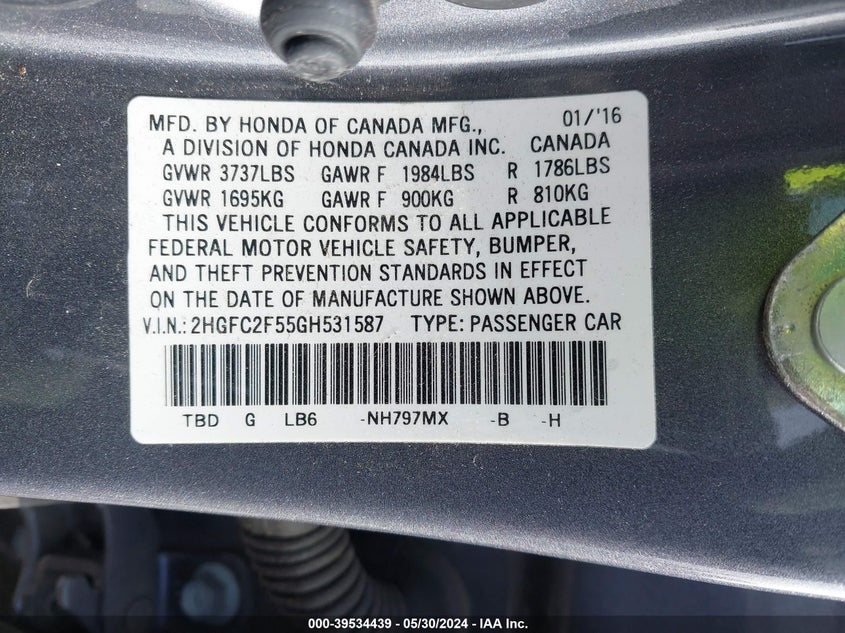 MFD. BY HONDA OF CANADA MFG., 01/'16
A DIVISION OF HONDA CANADA INC. CANADA
GVWR 3737LBS GAWR F 1984LBS R 1786LBS
GVWR 1695KG GAWR F 900KG R 810KG
THIS VEHICLE CONFORMS TO ALL APPLICABLE
FEDERAL MOTOR VEHICLE SAFETY, BUMPER,
AND THEFT PREVENTION STANDARDS IN EFFECT
ON THE DATE OF MANUFACTURE SHOWN ABOVE.
V.I.N.: 2HGFC2F55GH531587 TYPE: PASSENGER CAR
TBD G LB6 -NH797MX -B -H
000-39534439 - 05/30/2024 - IAA Inc.